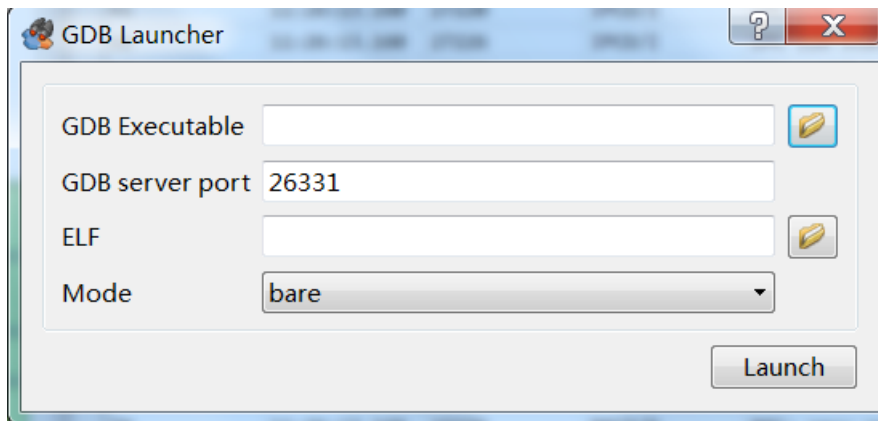 GDB Launcher
GDB Executable
GDB server port 26331
ELF
Mode bare
Launch